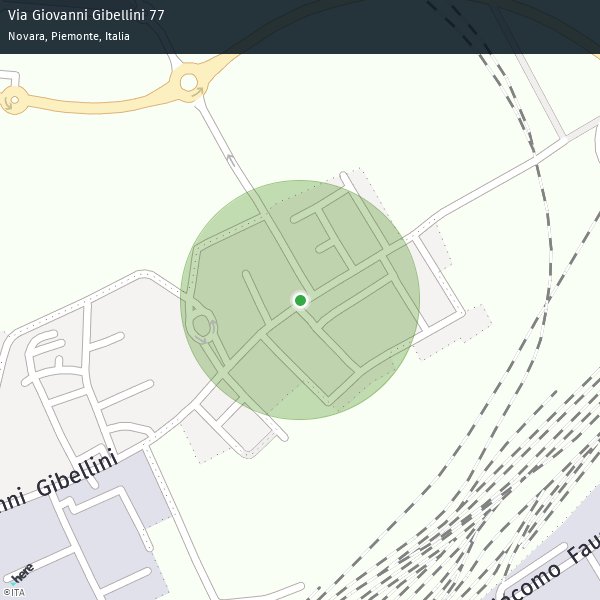 Via Giovanni Gibellini 77
Novara, Piemonte, Italia
nni Gibellini
acomo Fau
here
©ITA